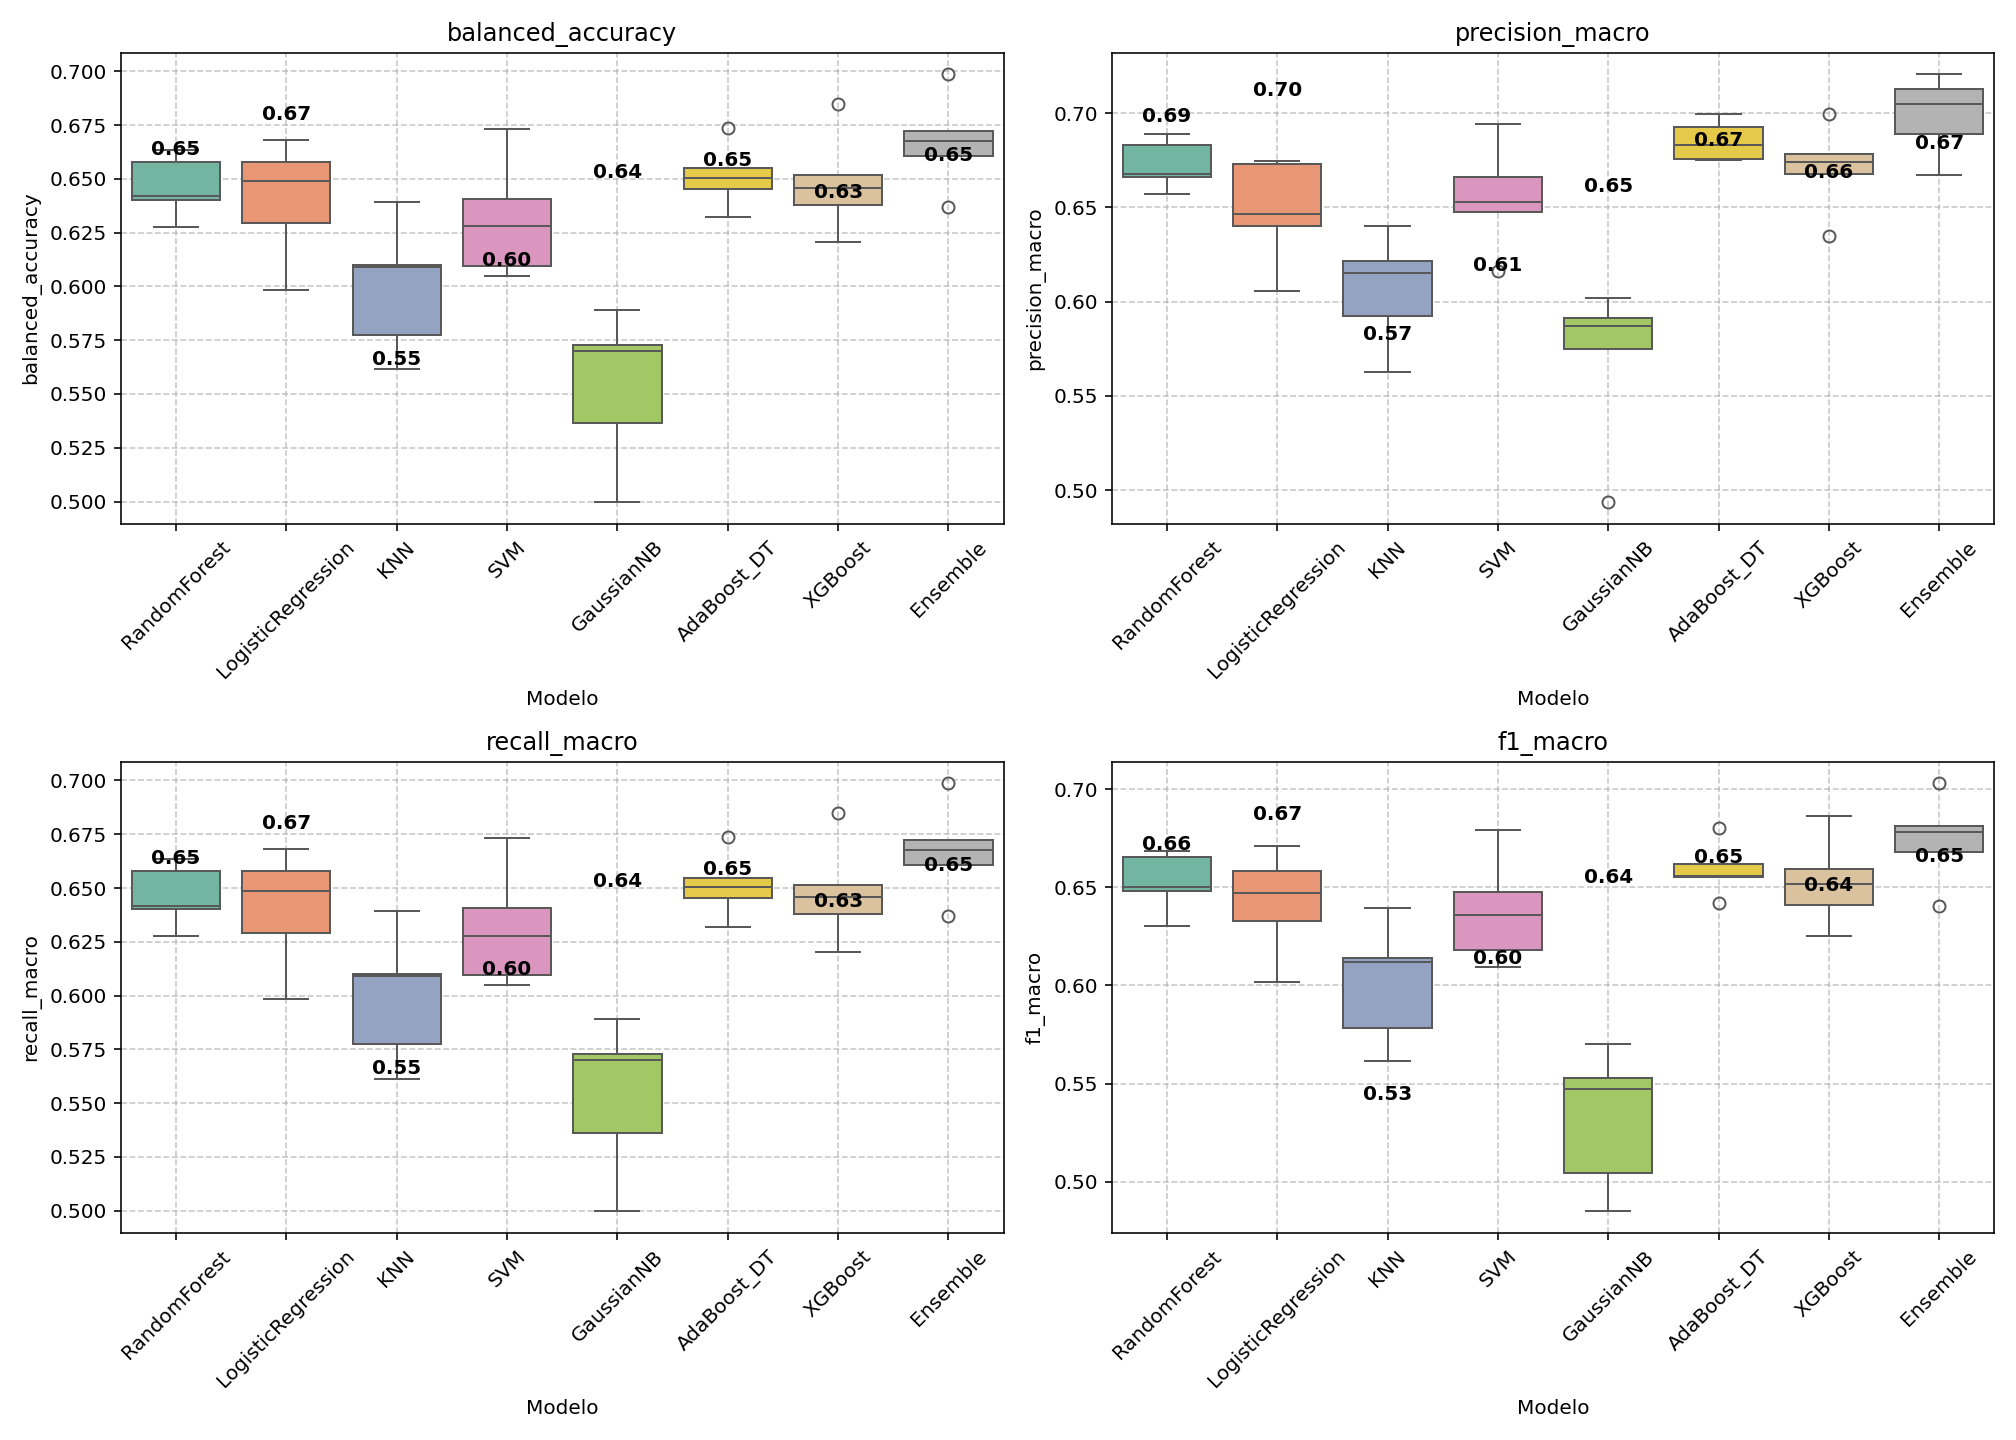 balanced_accuracy
balanced_accuracy
0.700
0.675
0.650
0.625
0.600
0.575
0.550
0.525
0.500
0.65
0.67
0.55
0.60
0.64
0.65
0.63
0.65
RandomForest
LogisticRegression
KNN
SVM
GaussianNB
AdaBoost_DT
XGBoost
Ensemble
Modelo
precision_macro
precision_macro
0.70
0.65
0.60
0.55
0.50
0.69
0.70
0.57
0.61
0.65
0.67
0.66
0.67
RandomForest
LogisticRegression
KNN
SVM
GaussianNB
AdaBoost_DT
XGBoost
Ensemble
Modelo
recall_macro
recall_macro
0.700
0.675
0.650
0.625
0.600
0.575
0.550
0.525
0.500
0.65
0.67
0.55
0.60
0.64
0.65
0.63
0.65
RandomForest
LogisticRegression
KNN
SVM
GaussianNB
AdaBoost_DT
XGBoost
Ensemble
Modelo
f1_macro
f1_macro
0.70
0.65
0.60
0.55
0.50
0.66
0.67
0.53
0.60
0.64
0.65
0.64
0.65
RandomForest
LogisticRegression
KNN
SVM
GaussianNB
AdaBoost_DT
XGBoost
Ensemble
Modelo